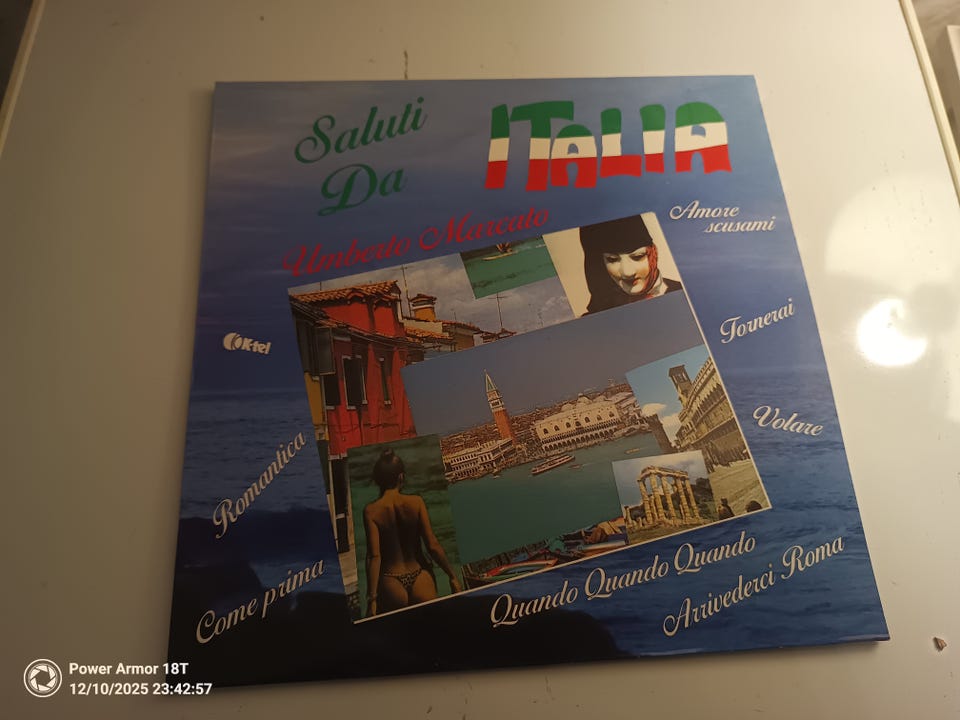 Saluti
Da
ITALIA
Umberto Marcato
Amore
scusami
K-tel
Tornerai
Volare
Romantica
Come prima
Quando Quando Quando
Arrivederci Roma
Power Armor 18T
12/10/2025 23:42:57